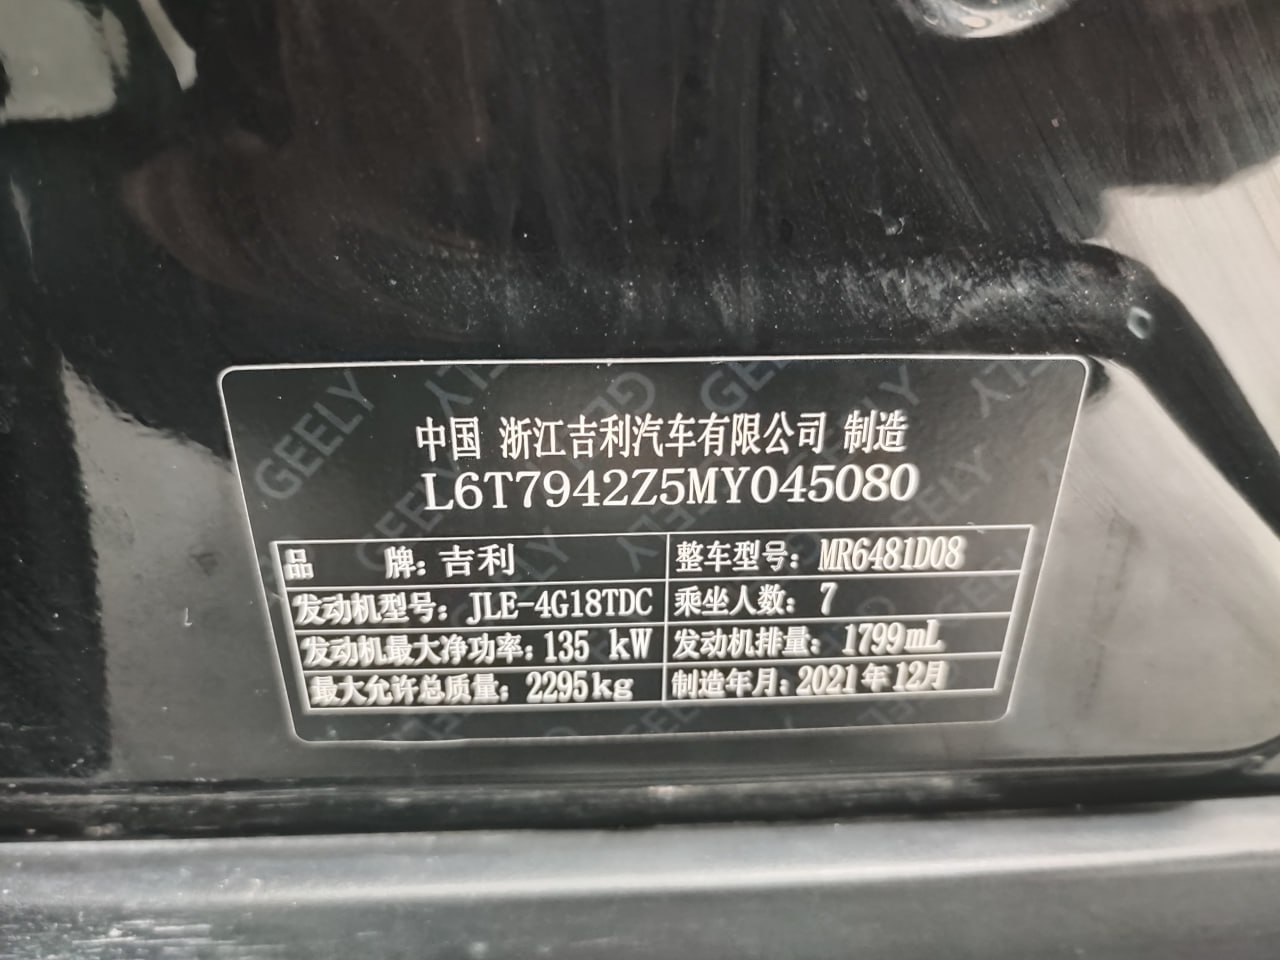 中国 浙江吉利汽车有限公司 制造
L6T7942Z5MY045080
品 牌: 吉利 整车型号: MR6481D08
发动机型号: JLE-4G18TDC 乘坐人数: 7
发动机最大净功率: 135 kW 发动机排量: 1799mL
最大允许总质量: 2295kg 制造年月: 2021年12月
GEELY